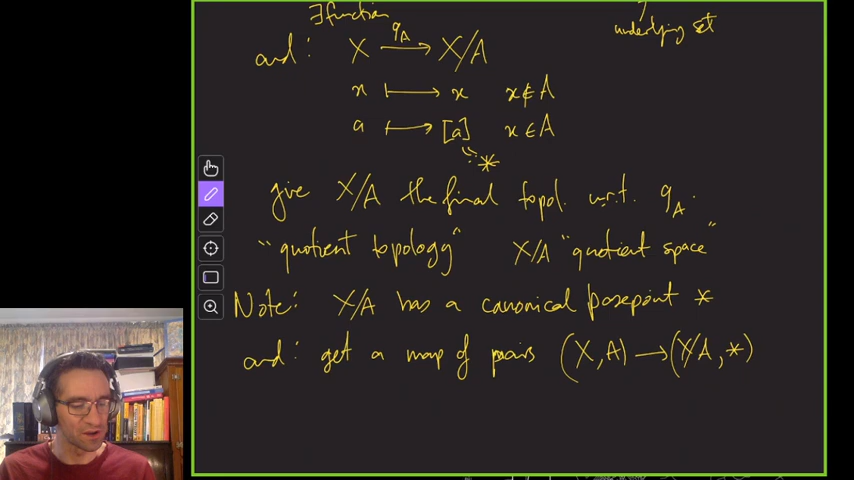 ∃function
underlying set
and: X →^{q_A} X/A
x ↦ x x∉A
a ↦ [a] x∈A
*
give X/A the final topol. w.r.t. q_A.
"quotient topology" X/A "quotient space"
Note: X/A has a canonical basepoint *
and: get a map of pairs (X,A) → (X/A, *)